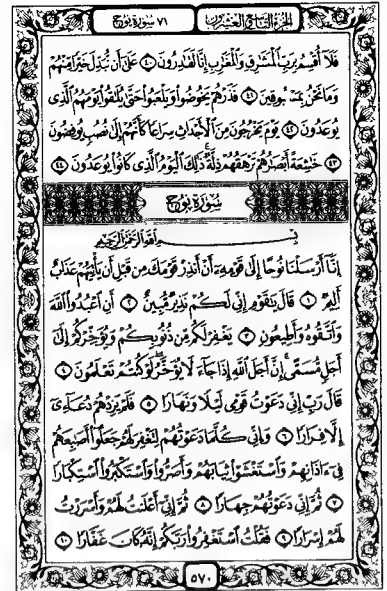 الجزء التاسع والعشرون ٧١ سورة نوح
فَلَآ أُقْسِمُ بِرَبِّ ٱلْمَشَٰرِقِ وَٱلْمَغَٰرِبِ إِنَّا لَقَٰدِرُونَ ٤٠ عَلَىٰٓ أَن نُّبَدِّلَ خَيْرًا مِّنْهُمْ
وَمَا نَحْنُ بِمَسْبُوقِينَ ٤١ فَذَرْهُمْ يَخُوضُوا۟ وَيَلْعَبُوا۟ حَتَّىٰ يُلَٰقُوا۟ يَوْمَهُمُ ٱلَّذِى
يُوعَدُونَ ٤٢ يَوْمَ يَخْرُجُونَ مِنَ ٱلْأَجْدَاثِ سِرَاعًا كَأَنَّهُمْ إِلَىٰ نُصُبٍ يُوفِضُونَ
٤٣ خَٰشِعَةً أَبْصَٰرُهُمْ تَرْهَقُهُمْ ذِلَّةٌ ۚ ذَٰلِكَ ٱلْيَوْمُ ٱلَّذِى كَانُوا۟ يُوعَدُونَ ٤٤
سُورَةُ نُوحٍ
بِسْمِ ٱللَّهِ ٱلرَّحْمَٰنِ ٱلرَّحِيمِ
إِنَّآ أَرْسَلْنَا نُوحًا إِلَىٰ قَوْمِهِۦٓ أَنْ أَنذِرْ قَوْمَكَ مِن قَبْلِ أَن يَأْتِيَهُمْ عَذَابٌ
أَلِيمٌ ١ قَالَ يَٰقَوْمِ إِنِّى لَكُمْ نَذِيرٌ مُّبِينٌ ٢ أَنِ ٱعْبُدُوا۟ ٱللَّهَ
وَٱتَّقُوهُ وَأَطِيعُونِ ٣ يَغْفِرْ لَكُم مِّن ذُنُوبِكُمْ وَيُؤَخِّرْكُمْ إِلَىٰٓ
أَجَلٍ مُّسَمًّى ۚ إِنَّ أَجَلَ ٱللَّهِ إِذَا جَآءَ لَا يُؤَخَّرُ ۖ لَوْ كُنتُمْ تَعْلَمُونَ ٤
قَالَ رَبِّ إِنِّى دَعَوْتُ قَوْمِى لَيْلًا وَنَهَارًا ٥ فَلَمْ يَزِدْهُمْ دُعَآءِىٓ
إِلَّا فِرَارًا ٦ وَإِنِّى كُلَّمَا دَعَوْتُهُمْ لِتَغْفِرَ لَهُمْ جَعَلُوٓا۟ أَصَٰبِعَهُمْ
فِىٓ ءَاذَانِهِمْ وَٱسْتَغْشَوْا۟ ثِيَابَهُمْ وَأَصَرُّوا۟ وَٱسْتَكْبَرُوا۟ ٱسْتِكْبَارًا
٧ ثُمَّ إِنِّى دَعَوْتُهُمْ جِهَارًا ٨ ثُمَّ إِنِّىٓ أَعْلَنتُ لَهُمْ وَأَسْرَرْتُ
لَهُمْ إِسْرَارًا ٩ فَقُلْتُ ٱسْتَغْفِرُوا۟ رَبَّكُمْ إِنَّهُۥ كَانَ غَفَّارًا ١٠
٥٧٠